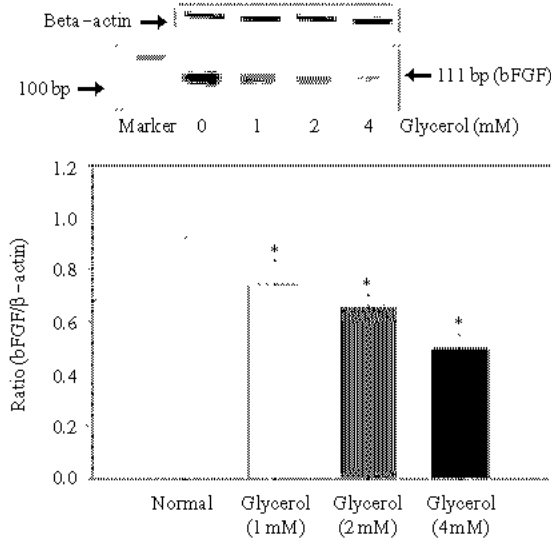 Beta-actin
100 bp
111 bp (bFGF)
Marker 0 1 2 4 Glycerol (mM)
Ratio (bFGF/β-actin)
1.2
1.0
0.8
0.6
0.4
0.2
0.0
*
*
*
Normal Glycerol (1 mM) Glycerol (2 mM) Glycerol (4mM)